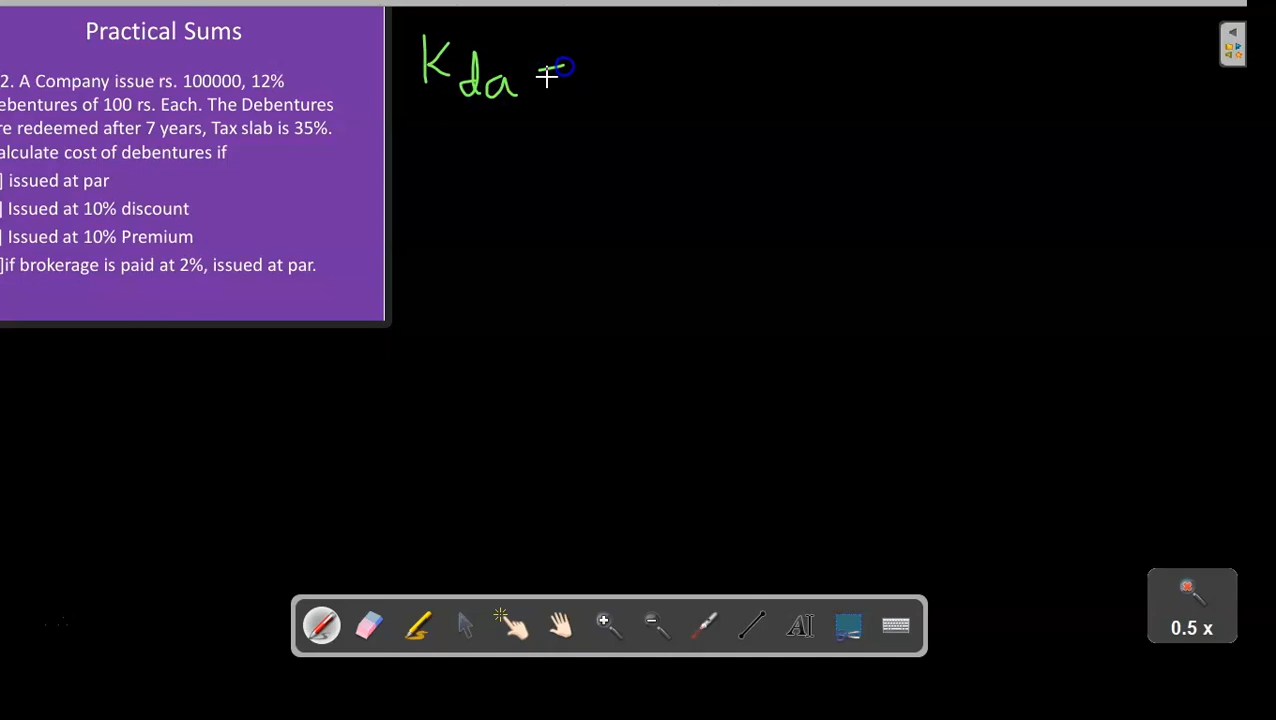 Practical Sums
2. A Company issue rs. 100000, 12%
ebentures of 100 rs. Each. The Debentures
re redeemed after 7 years, Tax slab is 35%.
alculate cost of debentures if
] issued at par
] Issued at 10% discount
] Issued at 10% Premium
]if brokerage is paid at 2%, issued at par.
Kda =
0.5 x